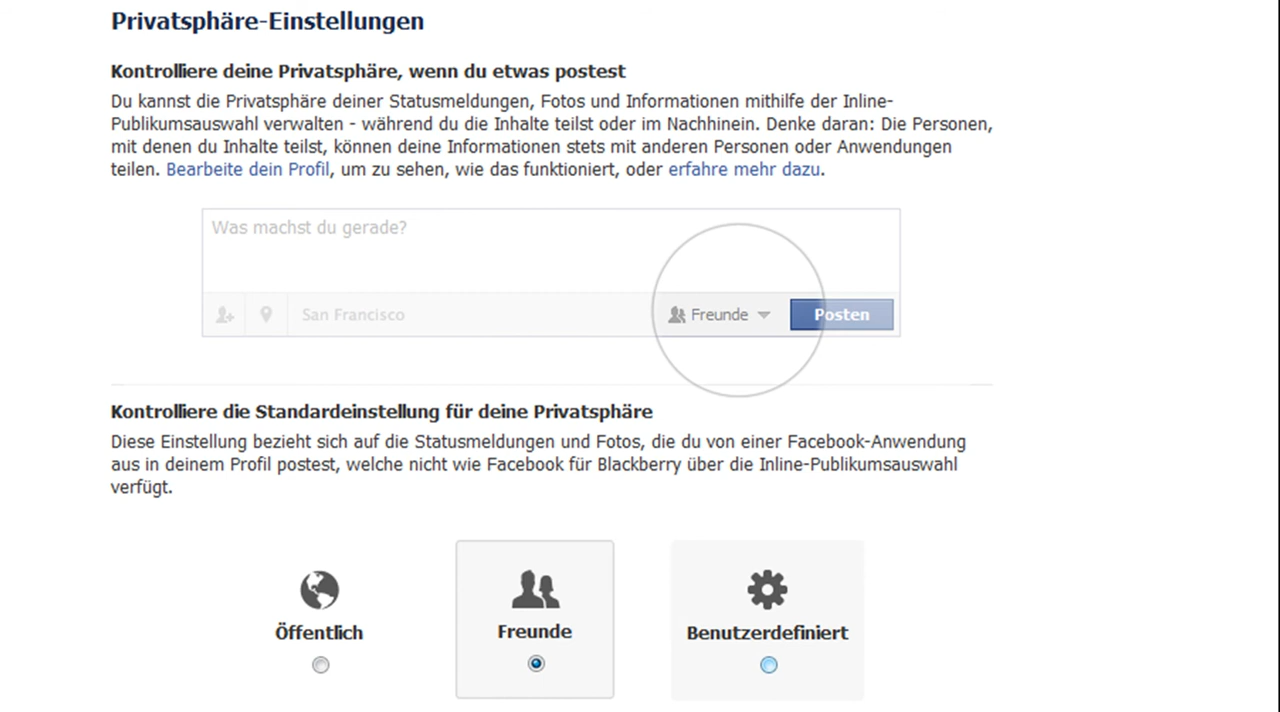 Privatsphäre-Einstellungen
Kontrolliere deine Privatsphäre, wenn du etwas postest
Du kannst die Privatsphäre deiner Statusmeldungen, Fotos und Informationen mithilfe der Inline-
Publikumsauswahl verwalten - während du die Inhalte teilst oder im Nachhinein. Denke daran: Die Personen,
mit denen du Inhalte teilst, können deine Informationen stets mit anderen Personen oder Anwendungen
teilen. Bearbeite dein Profil, um zu sehen, wie das funktioniert, oder erfahre mehr dazu.
Was machst du gerade?
San Francisco Freunde Posten
Kontrolliere die Standardeinstellung für deine Privatsphäre
Diese Einstellung bezieht sich auf die Statusmeldungen und Fotos, die du von einer Facebook-Anwendung
aus in deinem Profil postest, welche nicht wie Facebook für Blackberry über die Inline-Publikumsauswahl
verfügt.
Öffentlich Freunde Benutzerdefiniert